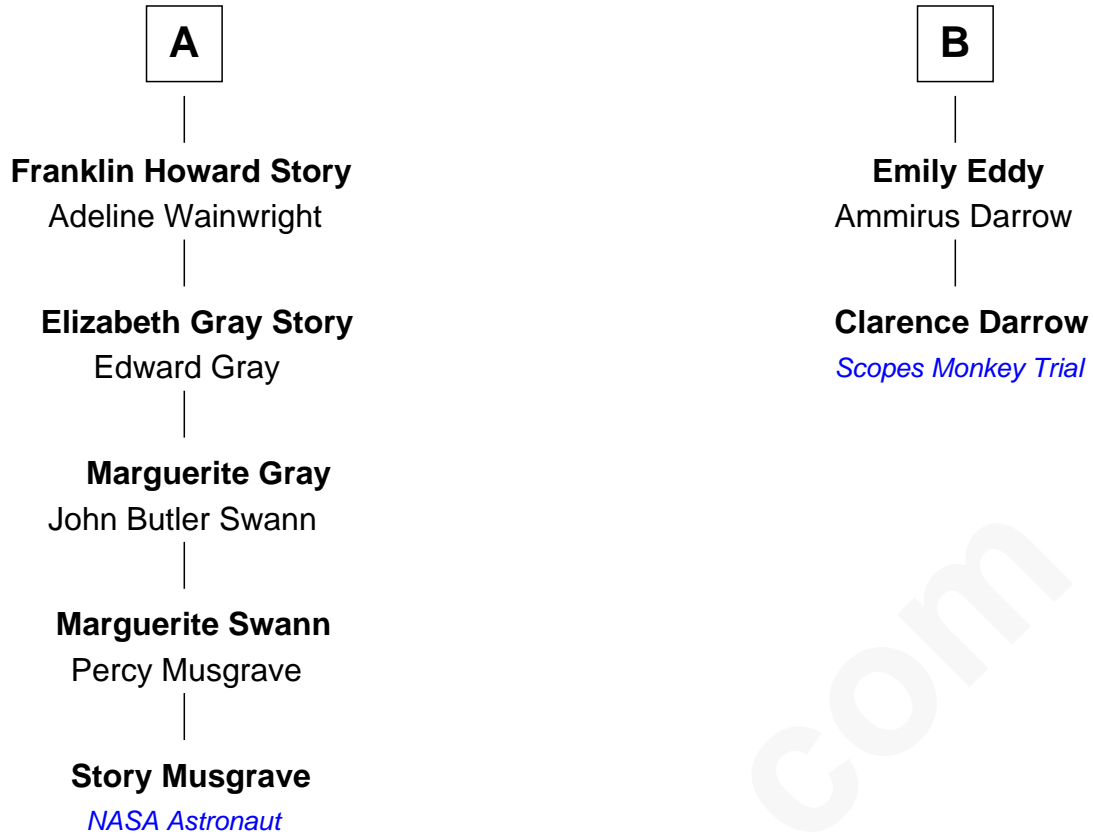 A
Franklin Howard Story
Adeline Wainwright
Elizabeth Gray Story
Edward Gray
Marguerite Gray
John Butler Swann
Marguerite Swann
Percy Musgrave
Story Musgrave
NASA Astronaut
B
Emily Eddy
Ammirus Darrow
Clarence Darrow
Scopes Monkey Trial
com